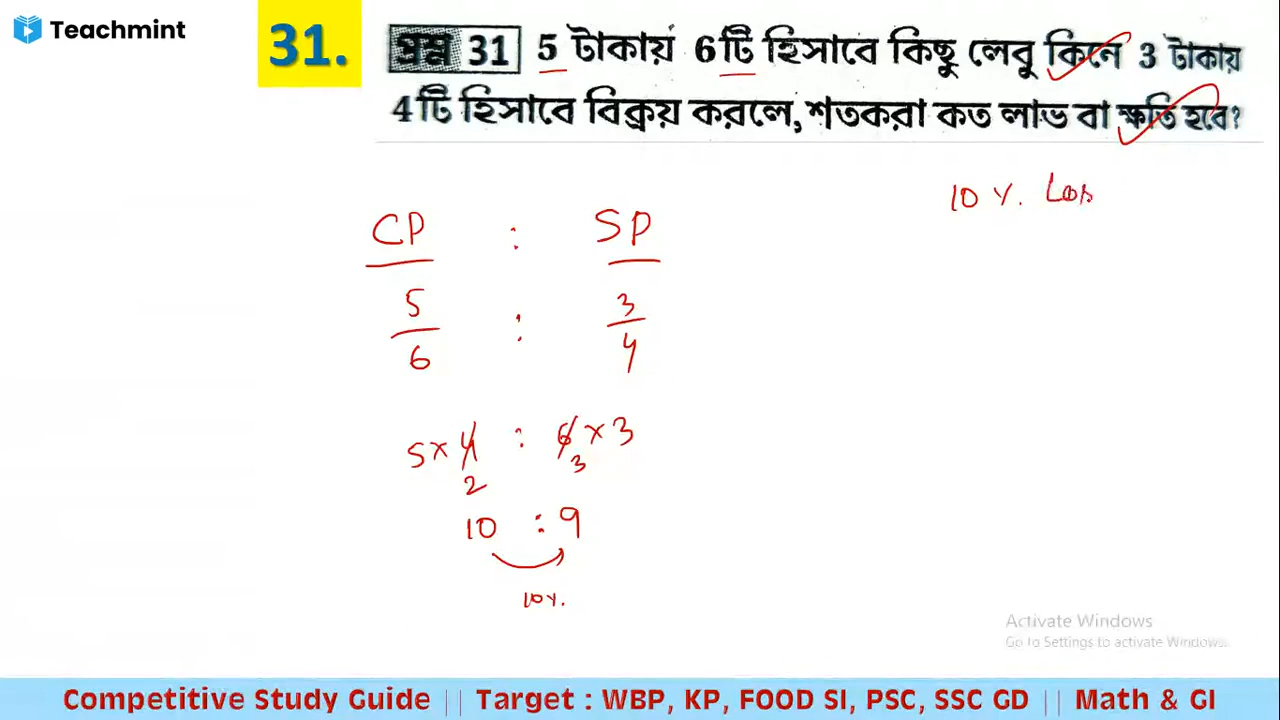 Teachmint
31.
প্রশ্ন 31 5 টাকায় 6টি হিসাবে কিছু লেবু কিনে 3 টাকায়
4টি হিসাবে বিক্রয় করলে, শতকরা কত লাভ বা ক্ষতি হবে?
10 %. Loss
CP : SP
5/6 : 3/4
5 x 4 : 6 x 3
2 3
10 : 9
10%.
Activate Windows
Go to Settings to activate Windows.
Competitive Study Guide || Target : WBP, KP, FOOD SI, PSC, SSC GD || Math & GI